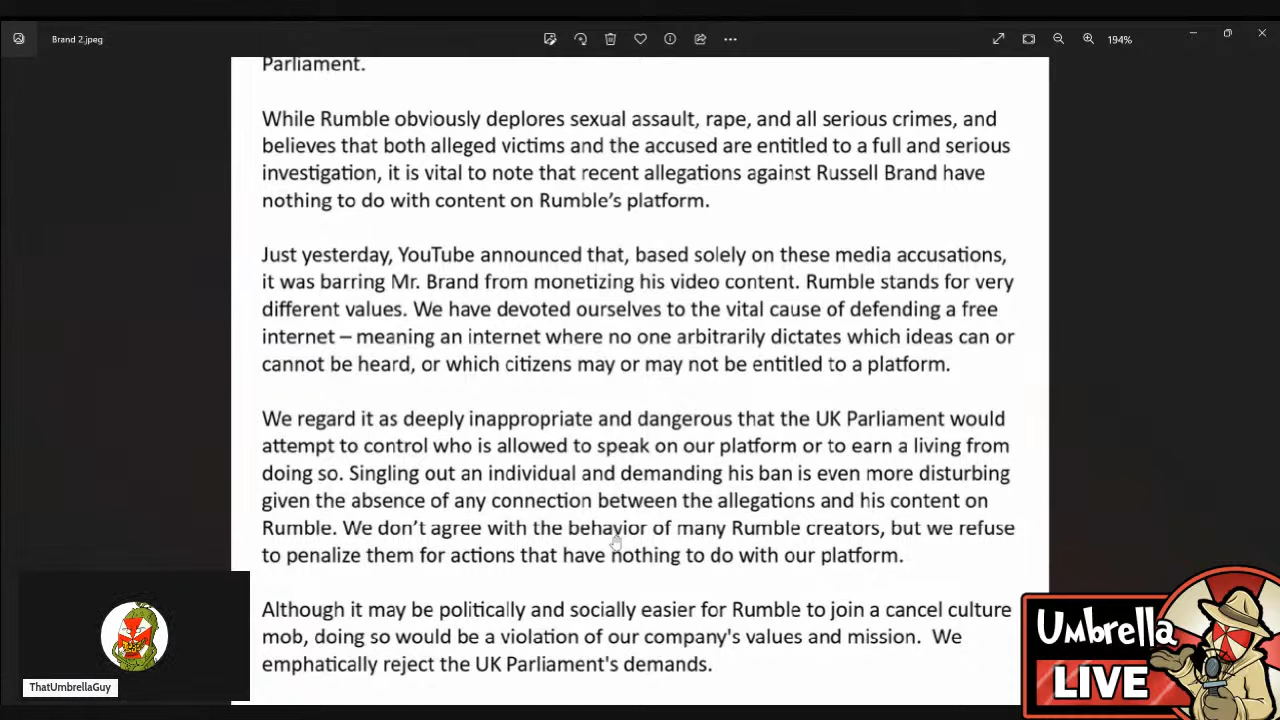 Brand 2.jpeg
194%
Parliament.
While Rumble obviously deplores sexual assault, rape, and all serious crimes, and
believes that both alleged victims and the accused are entitled to a full and serious
investigation, it is vital to note that recent allegations against Russell Brand have
nothing to do with content on Rumble’s platform.
Just yesterday, YouTube announced that, based solely on these media accusations,
it was barring Mr. Brand from monetizing his video content. Rumble stands for very
different values. We have devoted ourselves to the vital cause of defending a free
internet – meaning an internet where no one arbitrarily dictates which ideas can or
cannot be heard, or which citizens may or may not be entitled to a platform.
We regard it as deeply inappropriate and dangerous that the UK Parliament would
attempt to control who is allowed to speak on our platform or to earn a living from
doing so. Singling out an individual and demanding his ban is even more disturbing
given the absence of any connection between the allegations and his content on
Rumble. We don’t agree with the behavior of many Rumble creators, but we refuse
to penalize them for actions that have nothing to do with our platform.
Although it may be politically and socially easier for Rumble to join a cancel culture
mob, doing so would be a violation of our company's values and mission. We
emphatically reject the UK Parliament's demands.
ThatUmbrellaGuy
Umbrella
LIVE